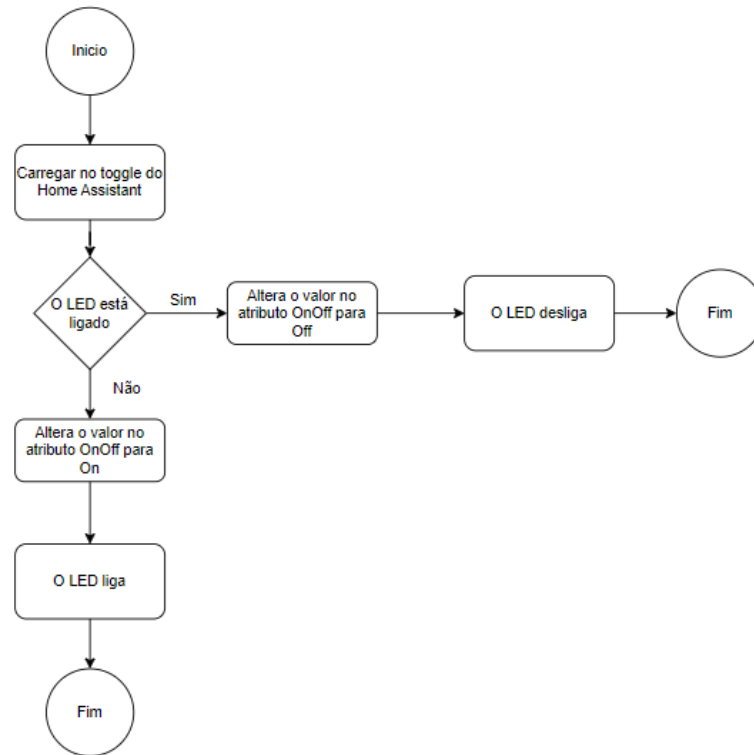 Inicio
Carregar no toggle do
Home Assistant
O LED está
ligado
Sim
Altera o valor no
atributo OnOff para
Off
O LED desliga
Fim
Não
Altera o valor no
atributo OnOff para
On
O LED liga
Fim